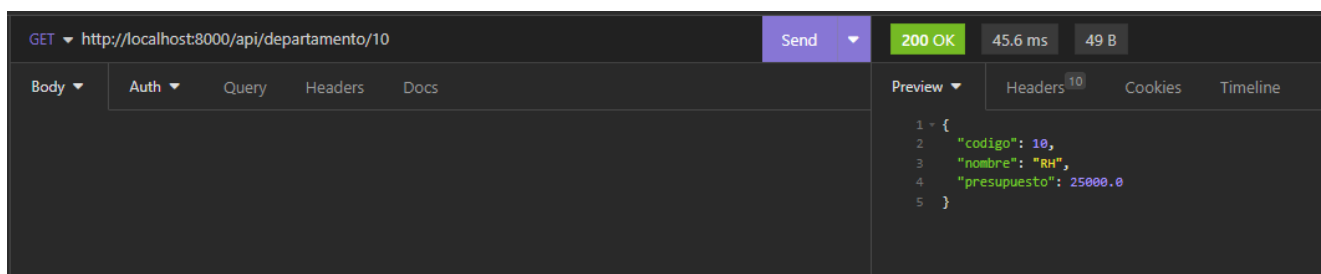 GET http://localhost:8000/api/departamento/10 Send
Body Auth Query Headers Docs
200 OK 45.6 ms 49 B
Preview Headers 10 Cookies Timeline
1 {
2 "codigo": 10,
3 "nombre": "RH",
4 "presupuesto": 25000.0
5 }